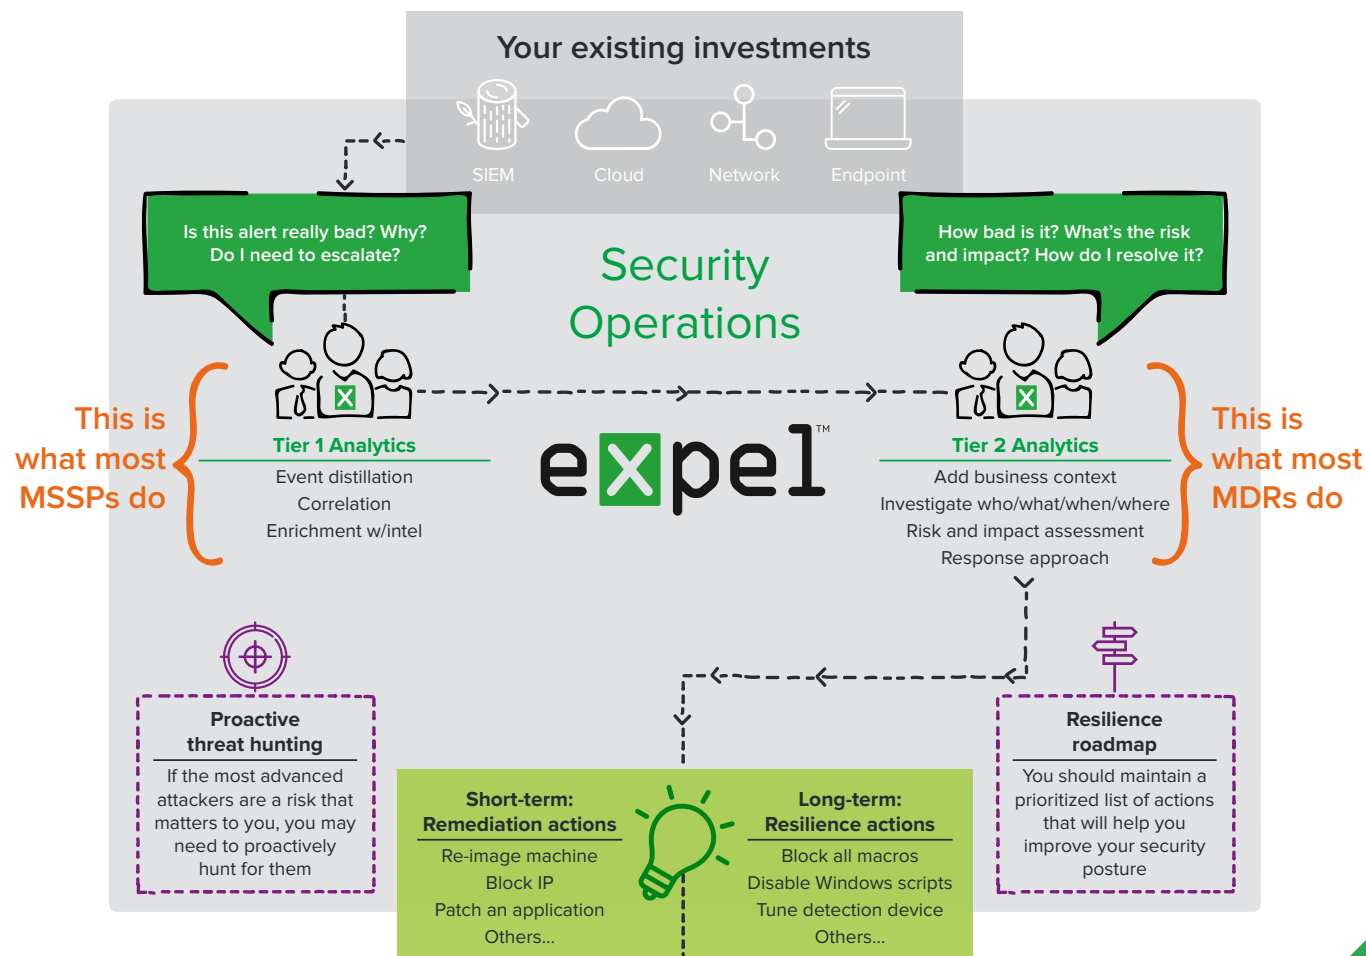 Your existing investments
SIEM
Cloud
Network
Endpoint
Is this alert really bad? Why?
Do I need to escalate?
How bad is it? What's the risk
and impact? How do I resolve it?
Security
Operations
This is
what most
MSSPs do
Tier 1 Analytics
Event distillation
Correlation
Enrichment w/intel
expel™
Tier 2 Analytics
Add business context
Investigate who/what/when/where
Risk and impact assessment
Response approach
This is
what most
MDRs do
Proactive
threat hunting
If the most advanced
attackers are a risk that
matters to you, you may
need to proactively
hunt for them
Short-term:
Remediation actions
Re-image machine
Block IP
Patch an application
Others...
Long-term:
Resilience actions
Block all macros
Disable Windows scripts
Tune detection device
Others...
Resilience
roadmap
You should maintain a
prioritized list of actions
that will help you
improve your security
posture